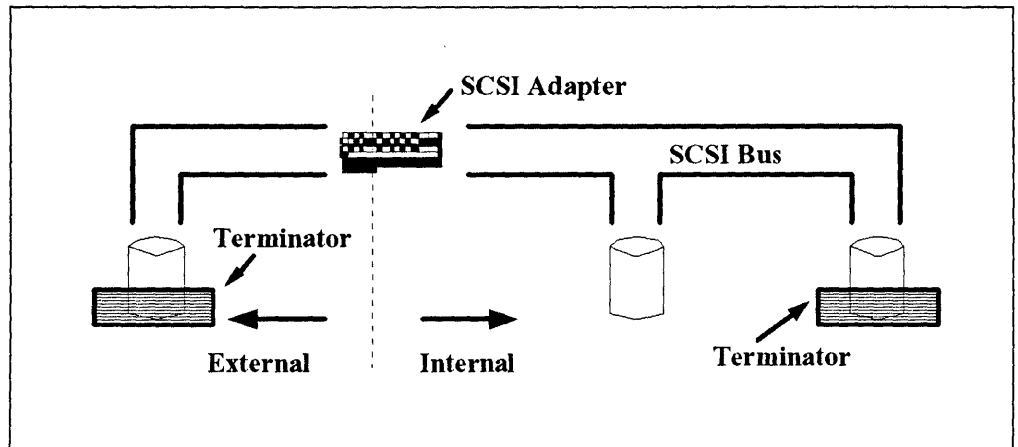 SCSI Adapter
SCSI Bus
Terminator
External
Internal
Terminator